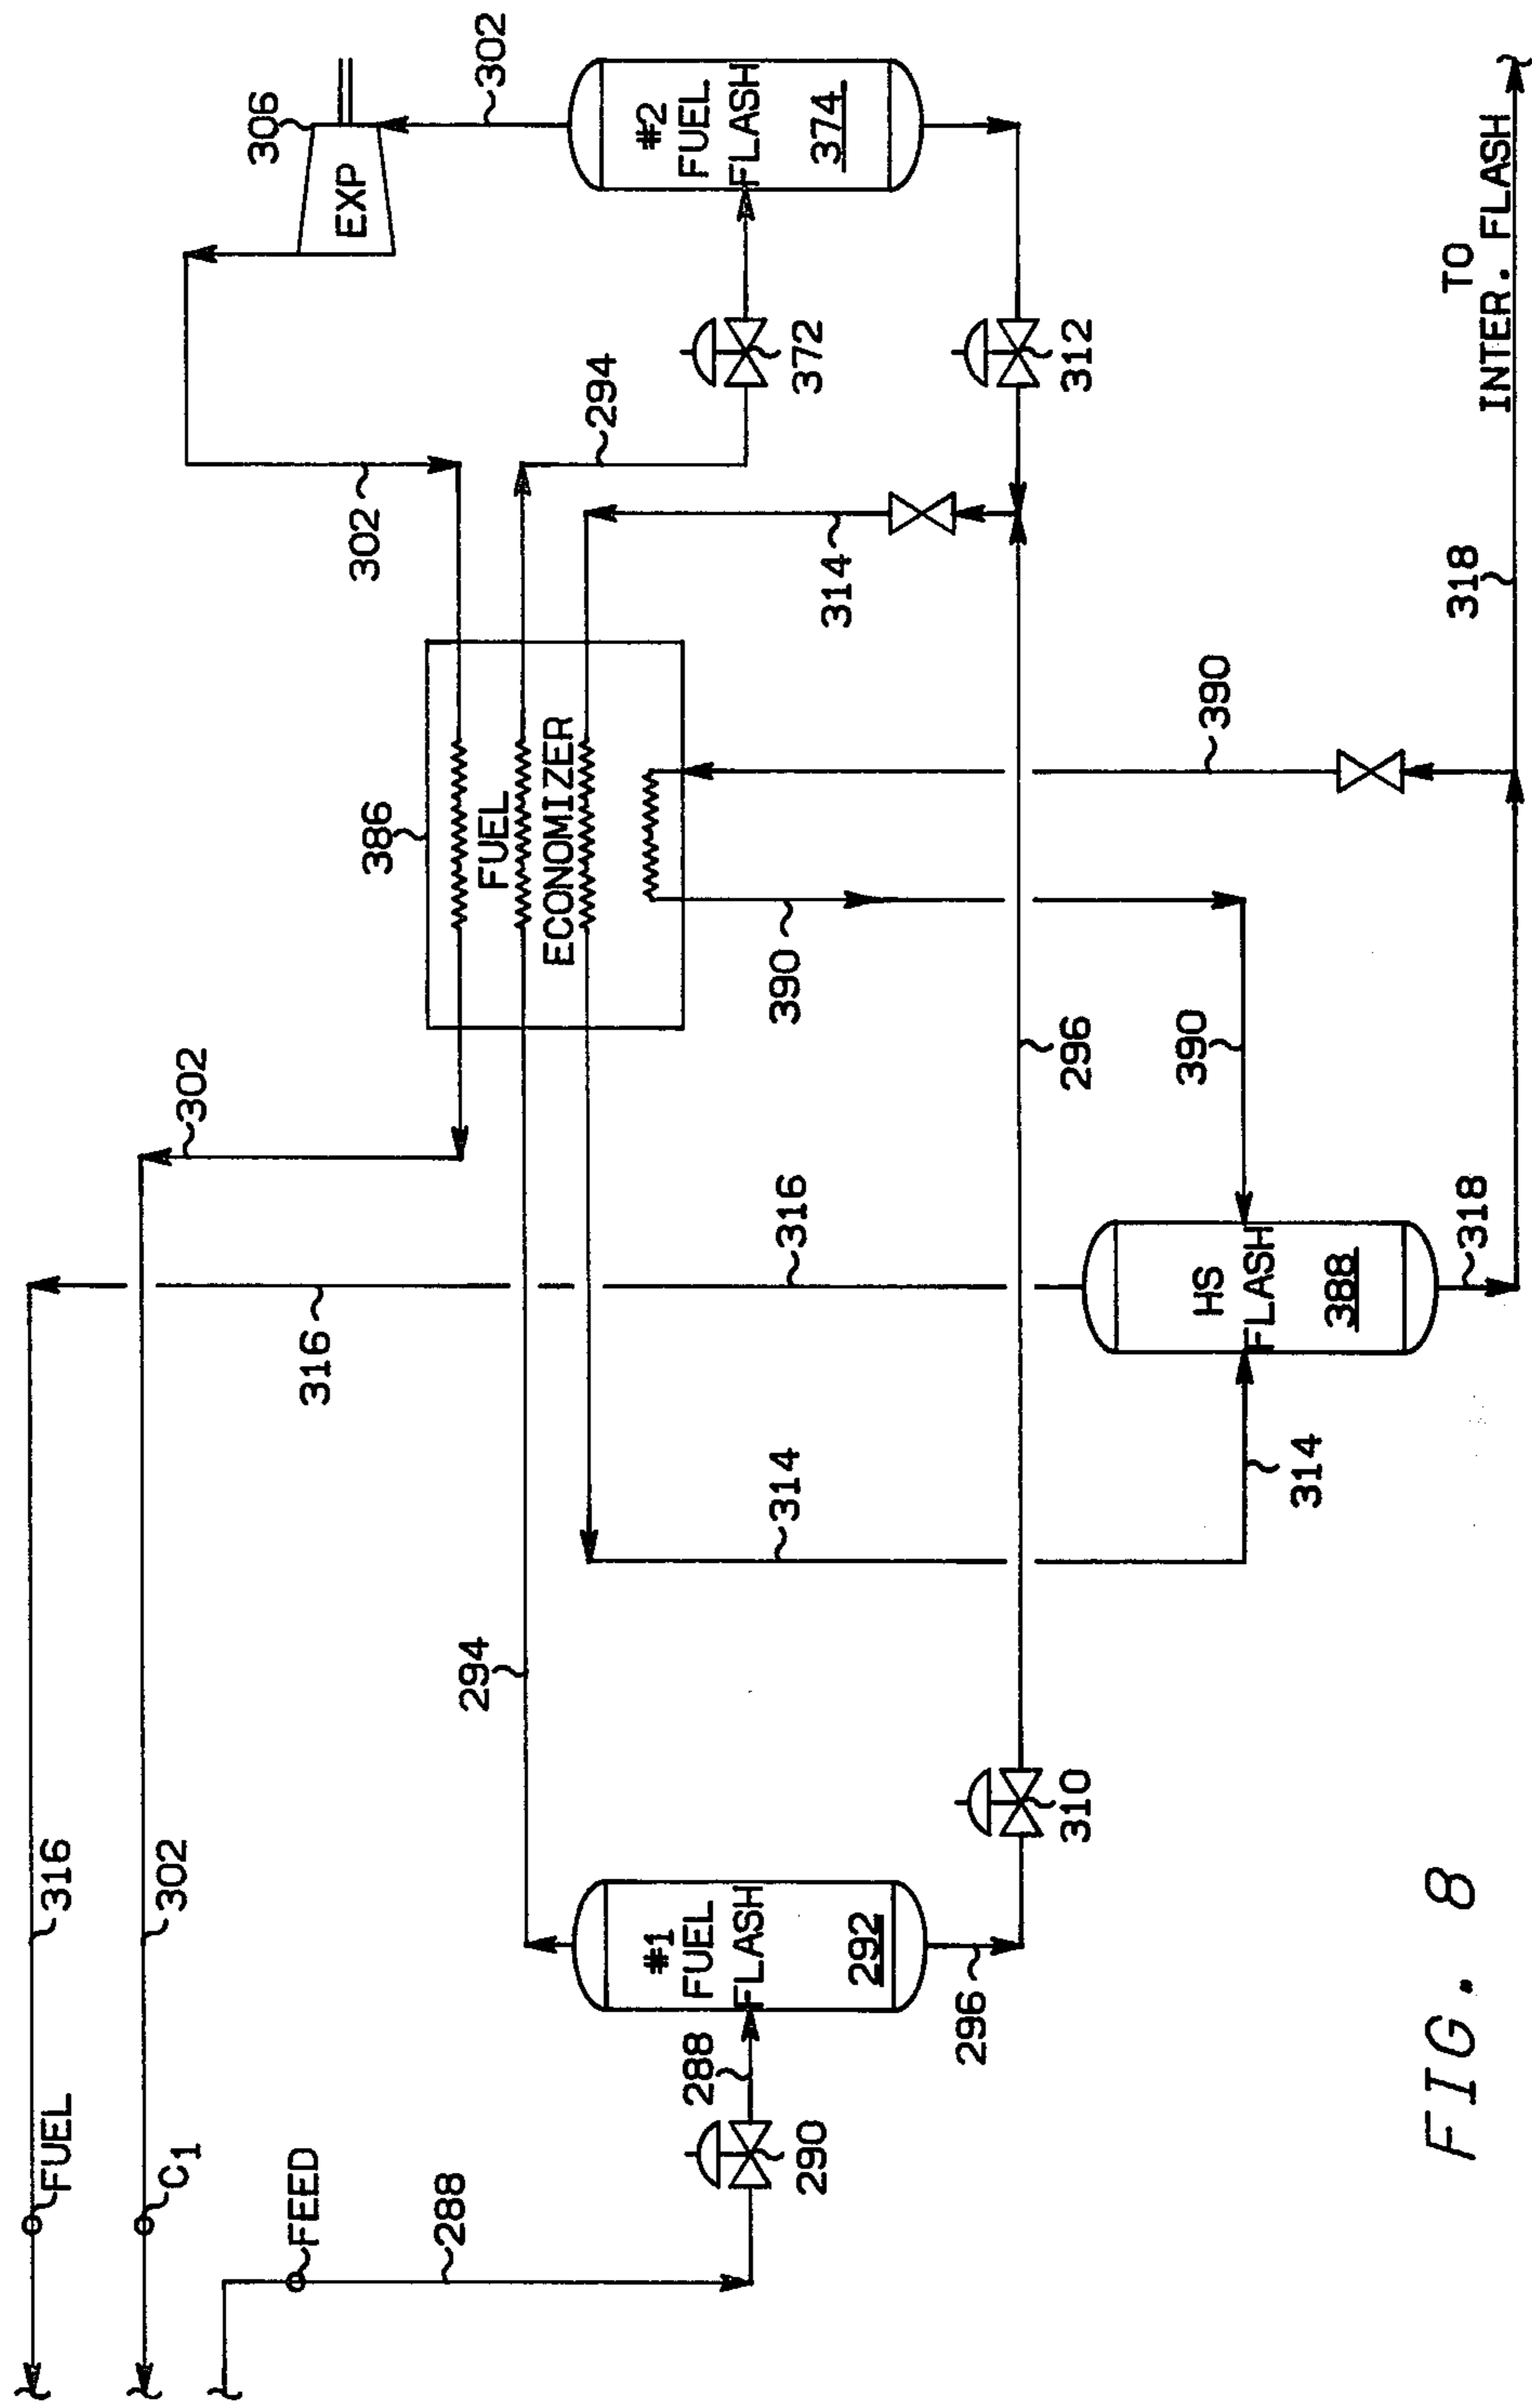 316
FUEL
302
C1
FEED
288
290
288
#1
FUEL
FLASH
292
296
310
294
314
314
316
316
302
HS
FLASH
388
318
390
296
390
390
386
FUEL
ECONOMIZER
302
314
294
372
312
306
EXP
302
#2
FUEL
FLASH
374
318
TO
INTER. FLASH
FIG. 8